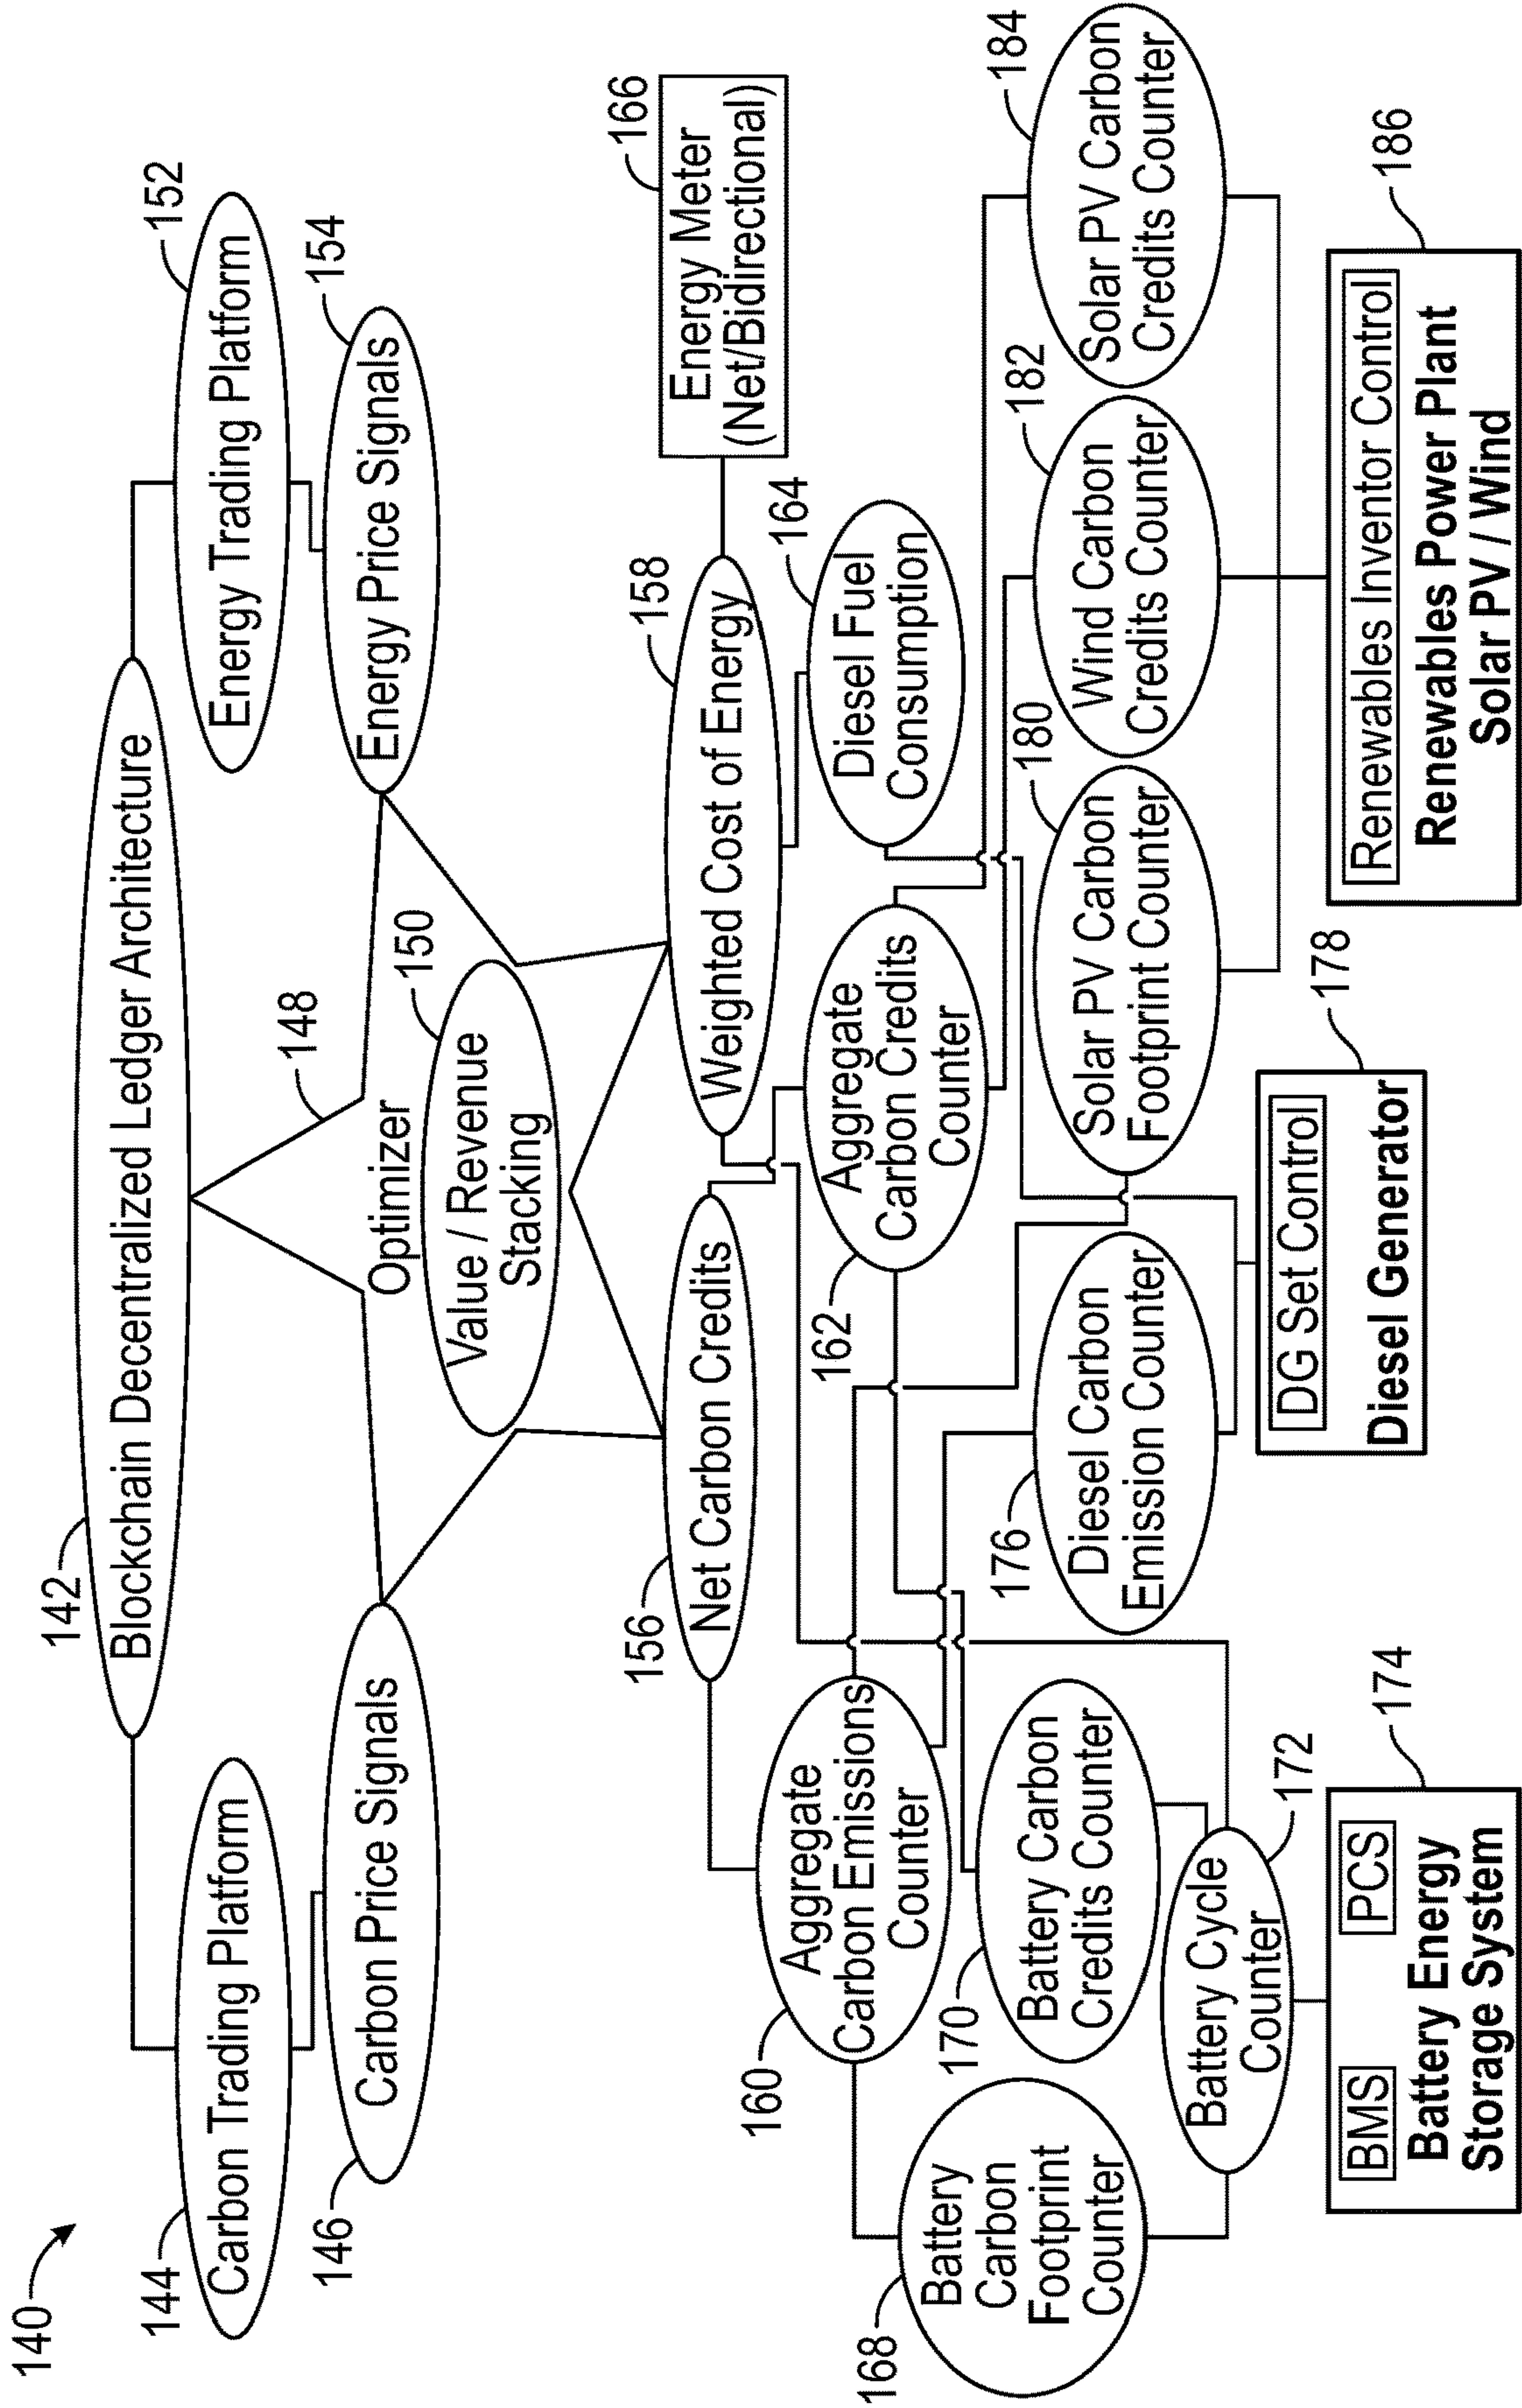 140
142
Blockchain Decentralized Ledger Architecture
144
Carbon Trading Platform
152
Energy Trading Platform
146
Carbon Price Signals
148
154
Energy Price Signals
Optimizer
150
Value / Revenue
Stacking
156
Net Carbon Credits
158
Weighted Cost of Energy
166
Energy Meter
(Net/Bidirectional)
160
Aggregate
Carbon Emissions
Counter
162
Aggregate
Carbon Credits
Counter
164
Diesel Fuel
Consumption
168
Battery
Carbon
Footprint
Counter
170
Battery Carbon
Credits Counter
176
Diesel Carbon
Emission Counter
180
Solar PV Carbon
Footprint Counter
182
Wind Carbon
Credits Counter
184
Solar PV Carbon
Credits Counter
172
Battery Cycle
Counter
174
BMS
PCS
Battery Energy
Storage System
178
DG Set Control
Diesel Generator
186
Renewables Inventor Control
Renewables Power Plant
Solar PV / Wind